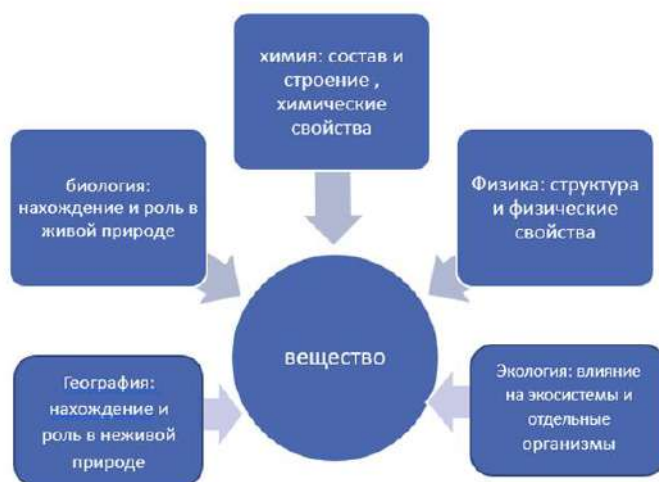 химия: состав и
строение ,
химические
свойства
биология:
нахождение и роль в
живой природе
Физика: структура
и физические
свойства
вещество
География:
нахождение и
роль в неживой
природе
Экология: влияние
на экосистемы и
отдельные
организмы